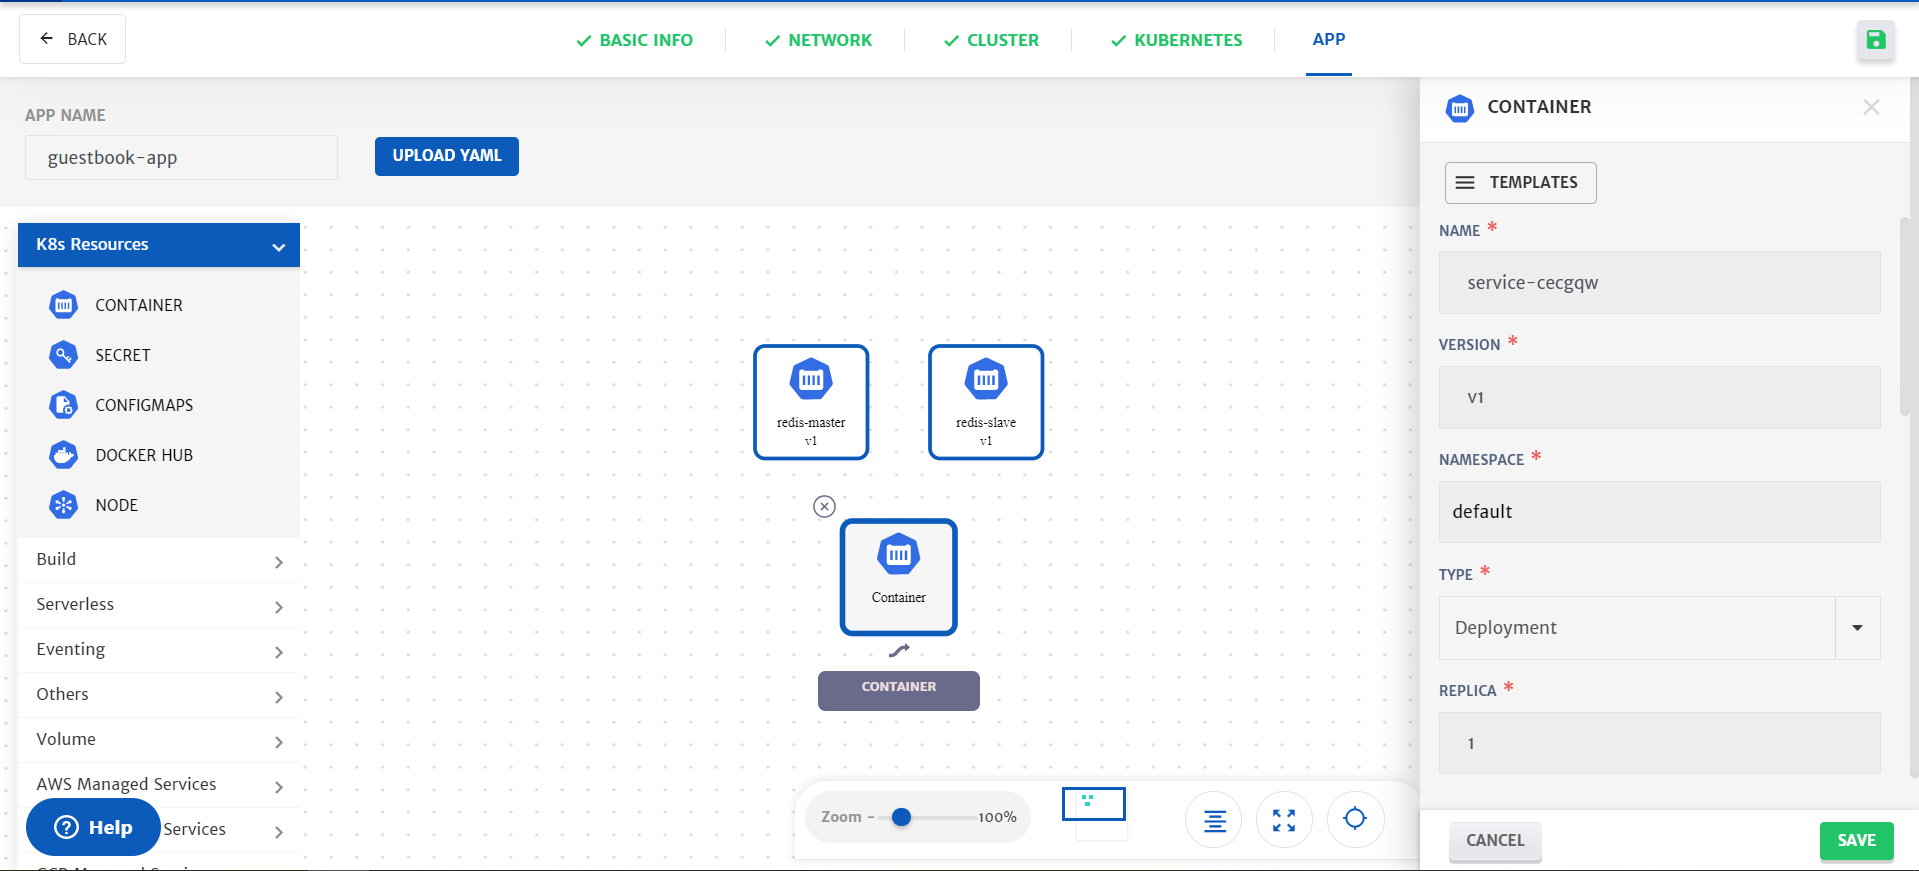 BACK
BASIC INFO
NETWORK
CLUSTER
KUBERNETES
APP
APP NAME
guestbook-app
UPLOAD YAML
K8s Resources
CONTAINER
SECRET
CONFIGMAPS
DOCKER HUB
NODE
Build
Serverless
Eventing
Others
Volume
AWS Managed Services
Services
Help
redis-master
v1
redis-slave
v1
Container
CONTAINER
Zoom - 100%
CONTAINER
TEMPLATES
NAME *
service-cecgqw
VERSION *
v1
NAMESPACE *
default
TYPE *
Deployment
REPLICA *
1
CANCEL
SAVE